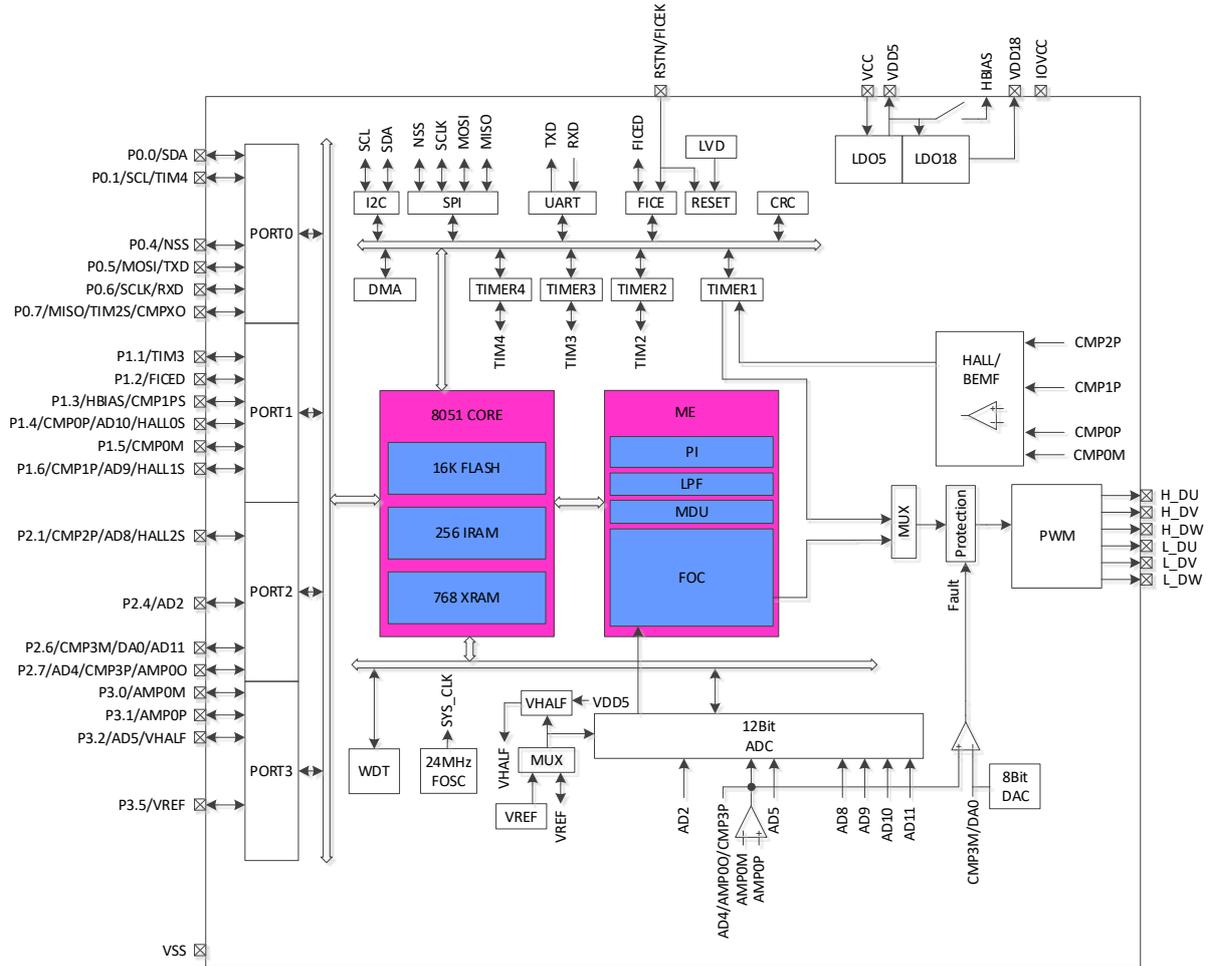 RSTN/FICEK
VCC
VDD5
HBIAS
VDD18
IOVCC
P0.0/SDA
P0.1/SCL/TIM4
P0.4/NSS
P0.5/MOSI/TXD
P0.6/SCLK/RXD
P0.7/MISO/TIM2S/CMPXO
P1.1/TIM3
P1.2/FICED
P1.3/HBIAS/CMP1PS
P1.4/CMP0P/AD10/HALL0S
P1.5/CMP0M
P1.6/CMP1P/AD9/HALL1S
P2.1/CMP2P/AD8/HALL2S
P2.4/AD2
P2.6/CMP3M/DA0/AD11
P2.7/AD4/CMP3P/AMP0O
P3.0/AMP0M
P3.1/AMP0P
P3.2/AD5/VHALF
P3.5/VREF
VSS
PORT0
PORT1
PORT2
PORT3
SCL
SDA
NSS
SCLK
MOSI
MISO
TXD
RXD
FICED
LVD
LDO5
LDO18
I2C
SPI
UART
FICE
RESET
CRC
DMA
TIMER4
TIMER3
TIMER2
TIMER1
TIM4
TIM3
TIM2
HALL/
BEMF
CMP2P
CMP1P
CMP0P
CMP0M
8051 CORE
16K FLASH
256 IRAM
768 XRAM
ME
PI
LPF
MDU
FOC
MUX
Protection
PWM
H_DU
H_DV
H_DW
L_DU
L_DV
L_DW
Fault
SYS_CLK
WDT
24MHz
FOSC
VHALF
VDD5
VHALF
MUX
VREF
VREF
12Bit
ADC
8Bit
DAC
AD2
AD4/AMP0O/CMP3P
AMP0M
AMP0P
AD5
AD8
AD9
AD10
AD11
CMP3M/DA0